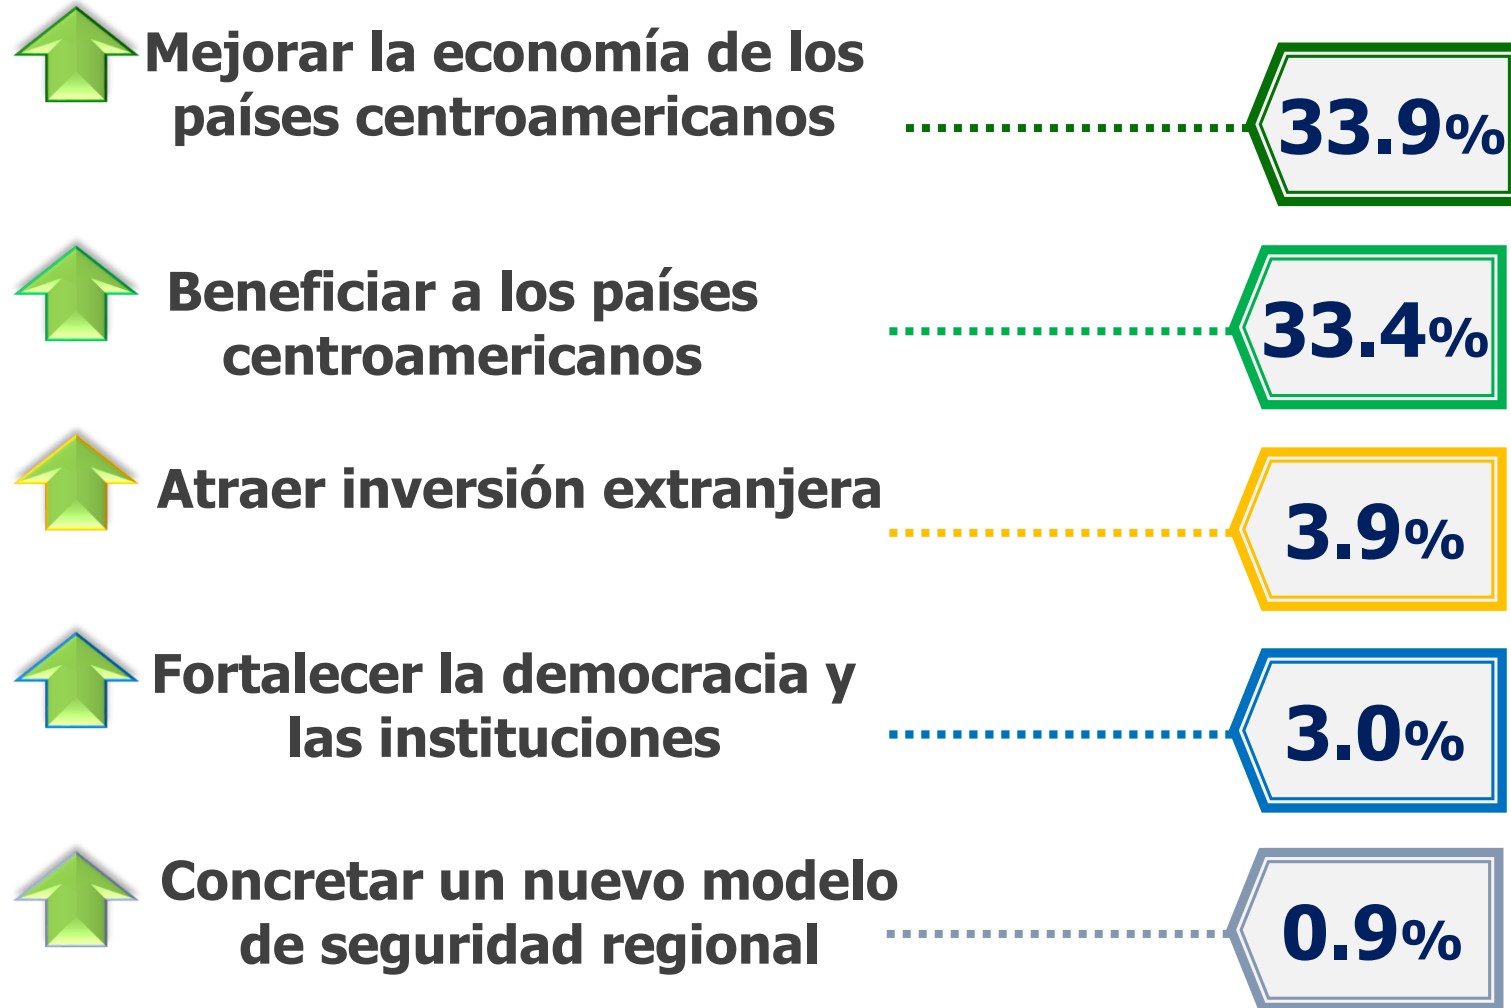 Mejorar la economía de los
países centroamericanos
33.9%
Beneficiar a los países
centroamericanos
33.4%
Atraer inversión extranjera
3.9%
Fortalecer la democracia y
las instituciones
3.0%
Concretar un nuevo modelo
de seguridad regional
0.9%